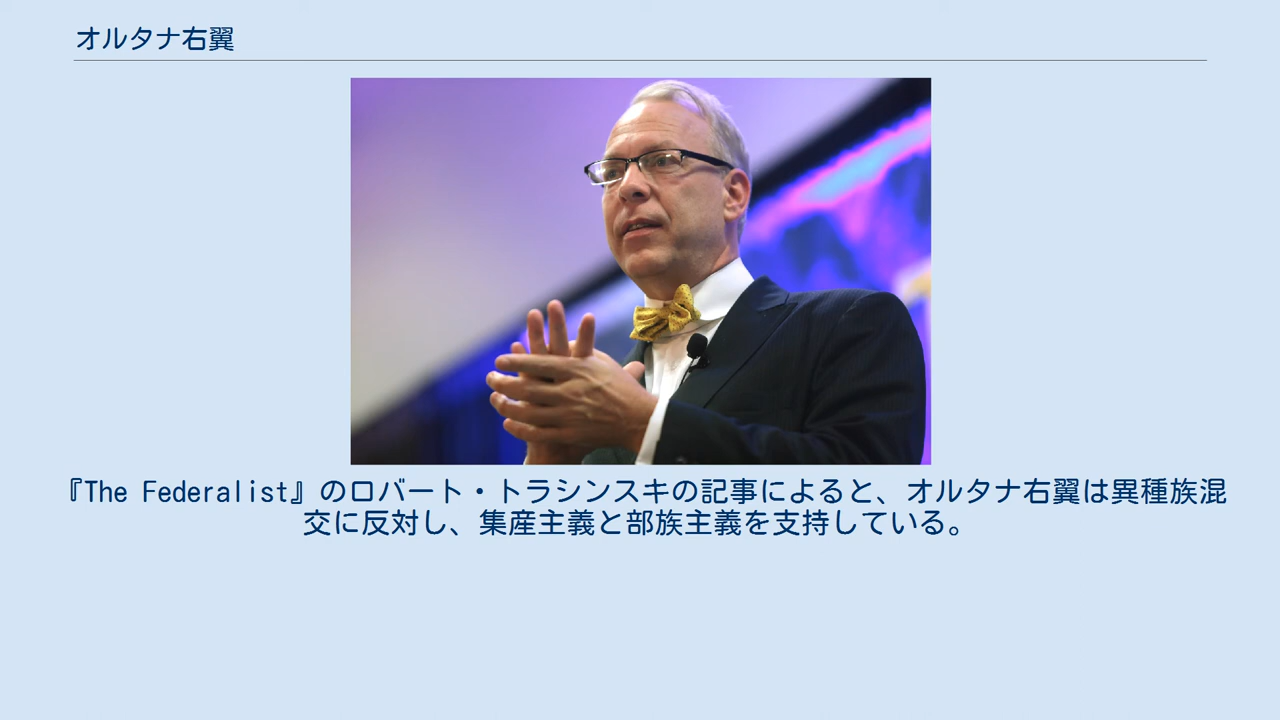 オルタナ右翼
『The Federalist』のロバート・トラシンスキの記事によると、オルタナ右翼は異種族混
交に反対し、集産主義と部族主義を支持している。